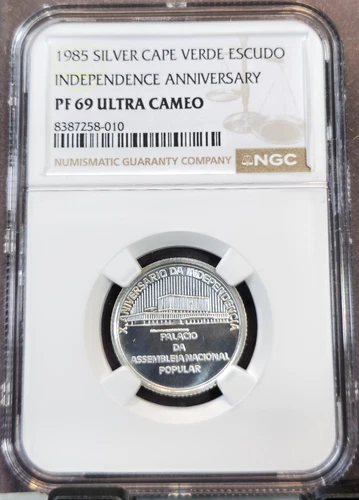 1985 SILVER CAPE VERDE ESCUDO
INDEPENDENCE ANNIVERSARY
PF 69 ULTRA CAMEO
8387258-010
NUMISMATIC GUARANTY COMPANY
NGC
X ANIVERSARIO DA INDEPENDENCIA
PALACIO
DA
ASSEMBLEIA NACIONAL
POPULAR